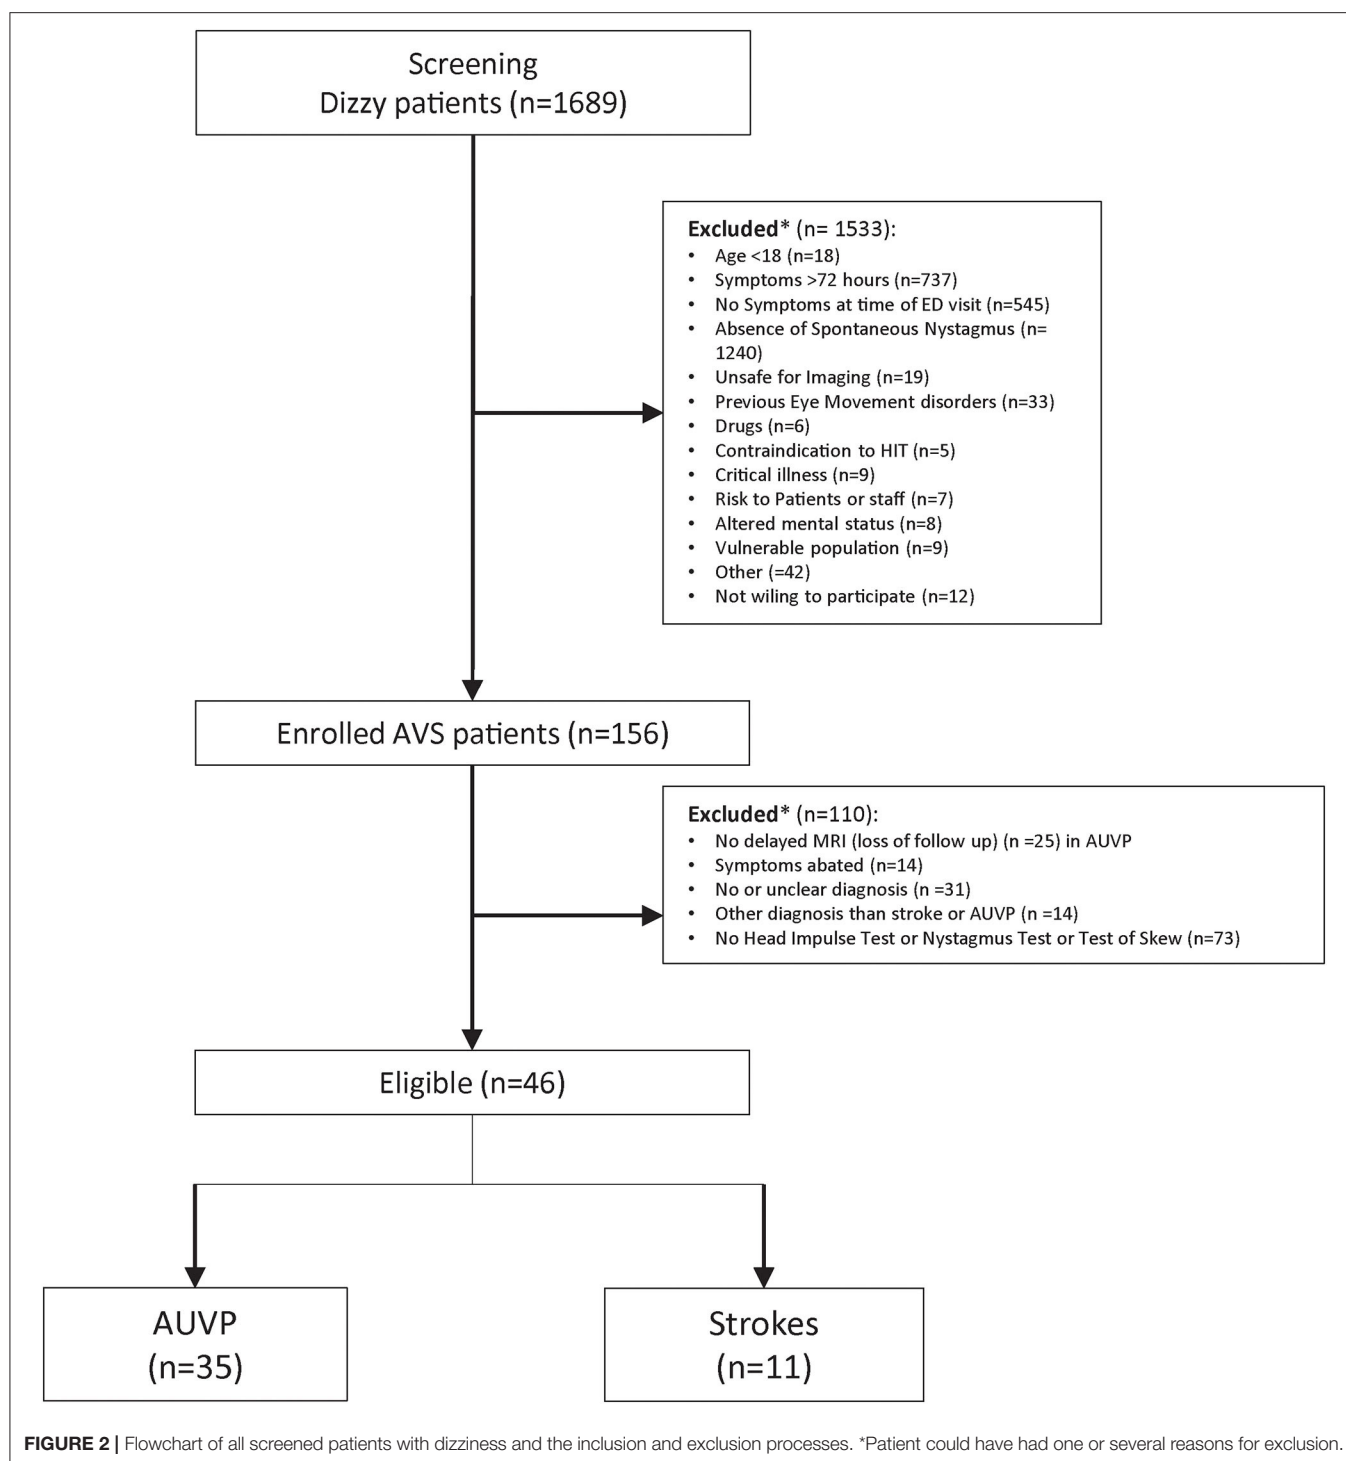 Screening
Dizzy patients (n=1689)
Excluded* (n= 1533):
• Age <18 (n=18)
• Symptoms >72 hours (n=737)
• No Symptoms at time of ED visit (n=545)
• Absence of Spontaneous Nystagmus (n=
1240)
• Unsafe for Imaging (n=19)
• Previous Eye Movement disorders (n=33)
• Drugs (n=6)
• Contraindication to HIT (n=5)
• Critical illness (n=9)
• Risk to Patients or staff (n=7)
• Altered mental status (n=8)
• Vulnerable population (n=9)
• Other (=42)
• Not wiling to participate (n=12)
Enrolled AVS patients (n=156)
Excluded* (n=110):
• No delayed MRI (loss of follow up) (n =25) in AUVP
• Symptoms abated (n=14)
• No or unclear diagnosis (n =31)
• Other diagnosis than stroke or AUVP (n =14)
• No Head Impulse Test or Nystagmus Test or Test of Skew (n=73)
Eligible (n=46)
AUVP
(n=35)
Strokes
(n=11)
FIGURE 2 | Flowchart of all screened patients with dizziness and the inclusion and exclusion processes. *Patient could have had one or several reasons for exclusion.